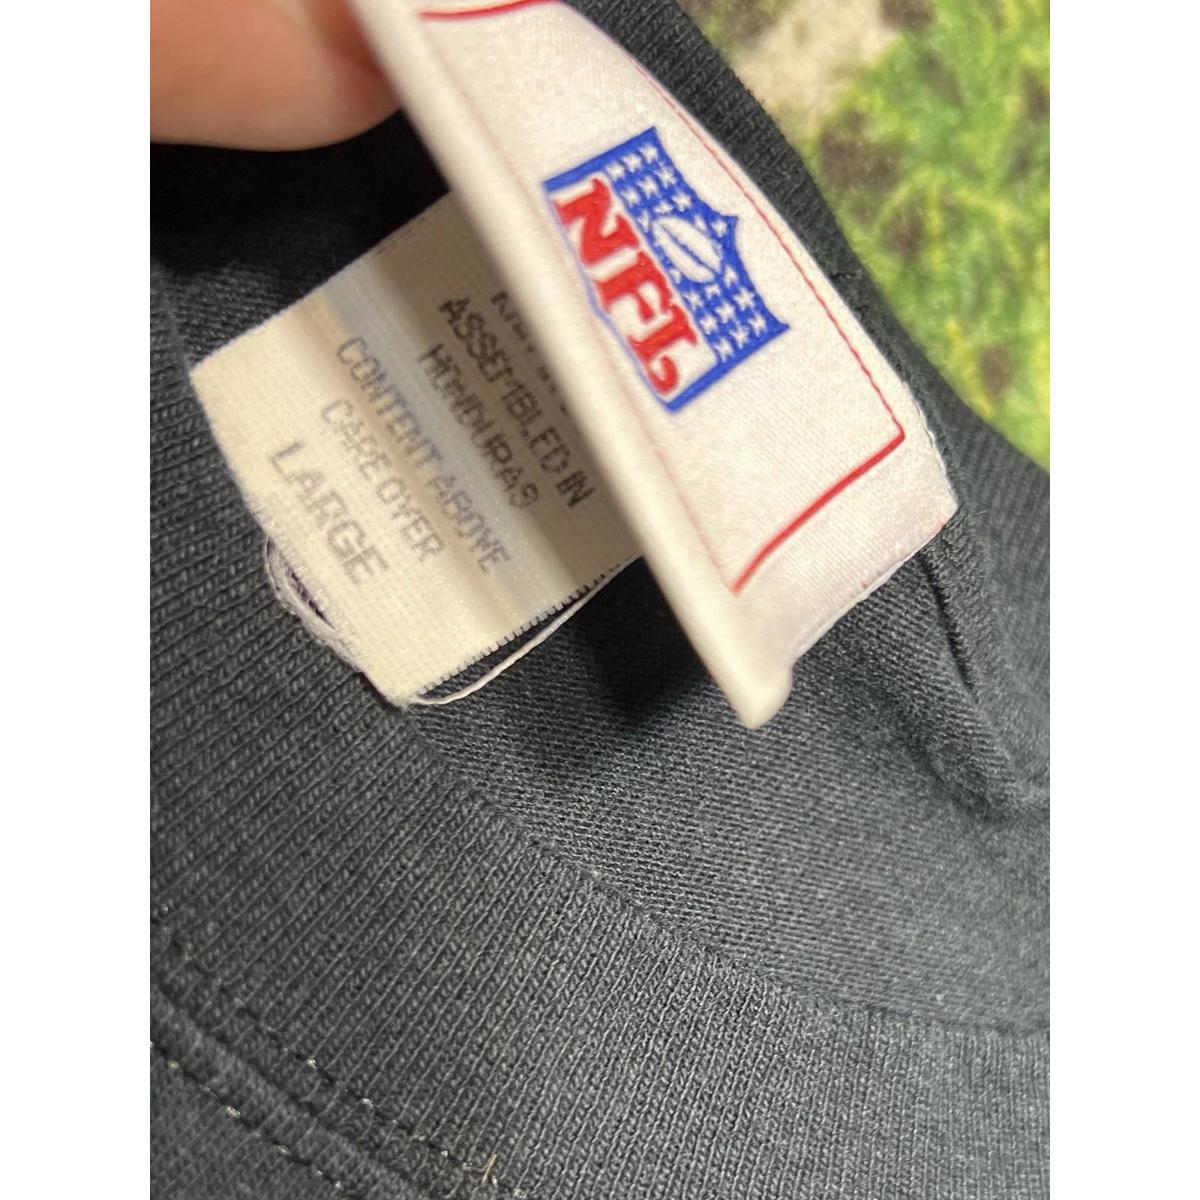 NFL
ASSEMBLED IN
HONDURAS
CONTENT ABOVE
CARE OVER
LARGE